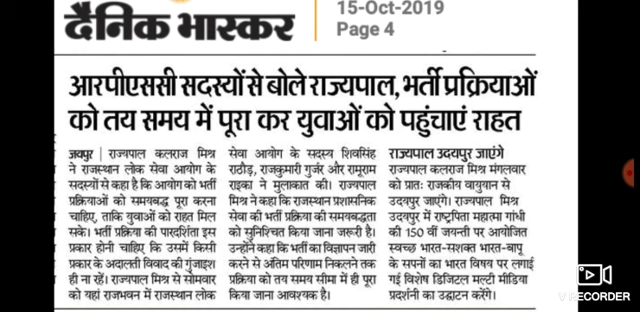 दैनिक भास्कर
15-Oct-2019
Page 4
आरपीएससी सदस्यों से बोले राज्यपाल, भर्ती प्रक्रियाओं
को तय समय में पूरा कर युवाओं को पहुंचाएं राहत
जयपुर | राज्यपाल कलराज मिश्र
ने राजस्थान लोक सेवा आयोग के
सदस्यों से कहा है कि आयोग को भर्ती
प्रक्रियाओं को समयबद्ध पूरा करना
चाहिए, ताकि युवाओं को राहत मिल
सके। भर्ती प्रक्रिया की पारदर्शिता इस
प्रकार होनी चाहिए कि उसमें किसी
प्रकार के अदालती विवाद की गुंजाइश
ही ना रहें। राज्यपाल मिश्र से सोमवार
को यहां राजभवन में राजस्थान लोक
सेवा आयोग के सदस्य शिवसिंह
राठौड़, राजकुमारी गुर्जर और रामूराम
राइका ने मुलाकात की। राज्यपाल
मिश्र ने कहा कि राजस्थान प्रशासनिक
सेवा की भर्ती प्रक्रिया की समयबद्धता
को सुनिश्चित किया जाना जरूरी है।
उन्होंने कहा कि भर्ती का विज्ञापन जारी
करने से अंतिम परिणाम निकलने तक
प्रक्रिया को तय समय सीमा में ही पूरा
किया जाना आवश्यक है।
राज्यपाल उदयपुर जाएंगे
राज्यपाल कलराज मिश्र मंगलवार
को प्रातः राजकीय वायुयान से
उदयपुर जाएंगे। राज्यपाल मिश्र
उदयपुर में राष्ट्रपिता महात्मा गांधी
की 150 वीं जयन्ती पर आयोजित
स्वच्छ भारत-सशक्त भारत-बापू
के सपनों का भारत विषय पर लगाई
गई विशेष डिजिटल मल्टी मीडिया
प्रदर्शनी का उद्घाटन करेंगे।
V RECORDER